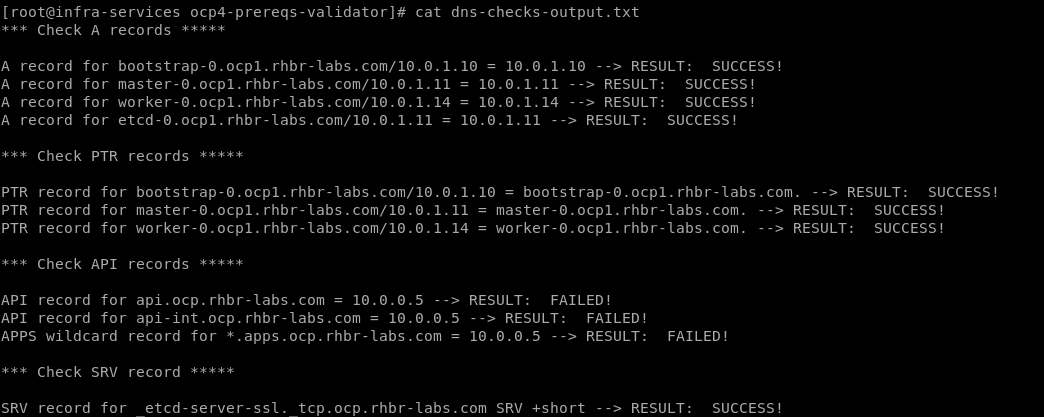 [root@infra-services ocp4-prereqs-validator]# cat dns-checks-output.txt
*** Check A records *****
A record for bootstrap-0.ocp1.rhbr-labs.com/10.0.1.10 = 10.0.1.10 --> RESULT:  SUCCESS!
A record for master-0.ocp1.rhbr-labs.com/10.0.1.11 = 10.0.1.11 --> RESULT:  SUCCESS!
A record for worker-0.ocp1.rhbr-labs.com/10.0.1.14 = 10.0.1.14 --> RESULT:  SUCCESS!
A record for etcd-0.ocp1.rhbr-labs.com/10.0.1.11 = 10.0.1.11 --> RESULT:  SUCCESS!
*** Check PTR records *****
PTR record for bootstrap-0.ocp1.rhbr-labs.com/10.0.1.10 = bootstrap-0.ocp1.rhbr-labs.com. --> RESULT:  SUCCESS!
PTR record for master-0.ocp1.rhbr-labs.com/10.0.1.11 = master-0.ocp1.rhbr-labs.com. --> RESULT:  SUCCESS!
PTR record for worker-0.ocp1.rhbr-labs.com/10.0.1.14 = worker-0.ocp1.rhbr-labs.com. --> RESULT:  SUCCESS!
*** Check API records *****
API record for api.ocp.rhbr-labs.com = 10.0.0.5 --> RESULT:  FAILED!
API record for api-int.ocp.rhbr-labs.com = 10.0.0.5 --> RESULT:  FAILED!
APPS wildcard record for *.apps.ocp.rhbr-labs.com = 10.0.0.5 --> RESULT:  FAILED!
*** Check SRV record *****
SRV record for _etcd-server-ssl._tcp.ocp.rhbr-labs.com SRV +short --> RESULT:  SUCCESS!